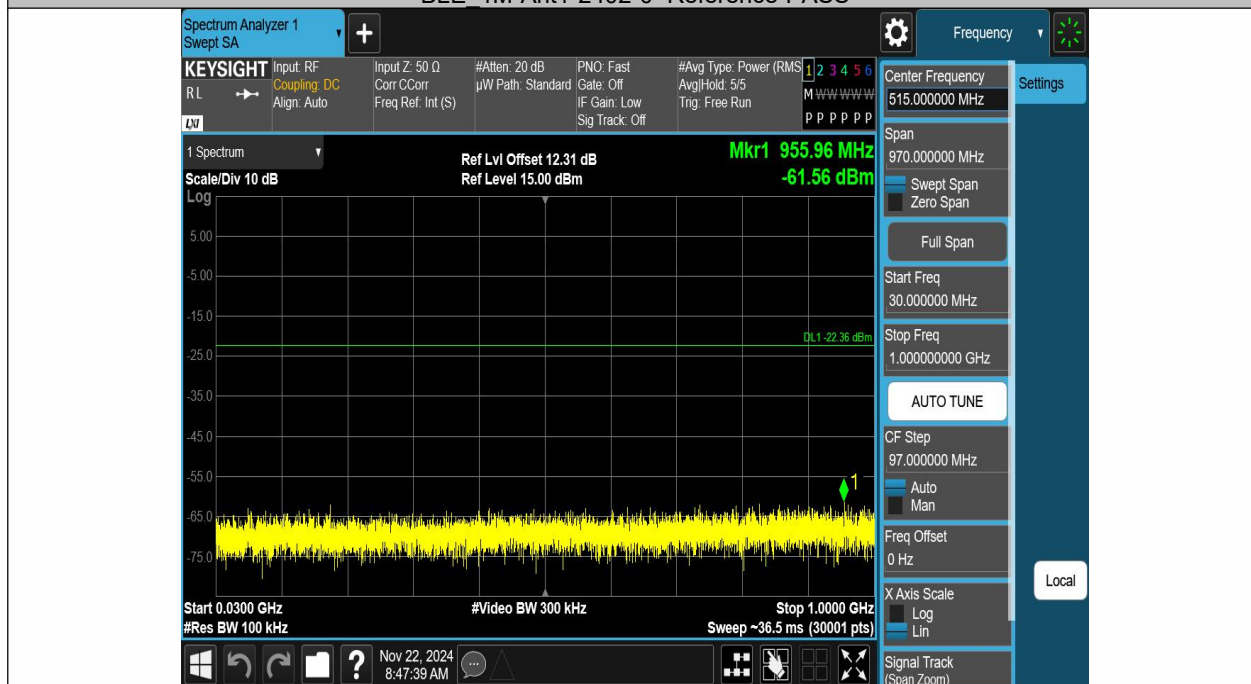 Spectrum Analyzer 1
Swept SA
Frequency
KEYSIGHT
RL
LXI
Input: RF
Coupling: DC
Align: Auto
Input Z: 50 Ω
Corr CCorr
Freq Ref: Int (S)
#Atten: 20 dB
µW Path: Standard
PNO: Fast
Gate: Off
IF Gain: Low
Sig Track: Off
#Avg Type: Power (RMS
Avg|Hold: 5/5
Trig: Free Run
1 2 3 4 5 6
M W W W W W
P P P P P P
1 Spectrum
Scale/Div 10 dB
Log
Ref Lvl Offset 12.31 dB
Ref Level 15.00 dBm
Mkr1 955.96 MHz
-61.56 dBm
5.00
-5.00
-15.0
DL1 -22.36 dBm
-25.0
-35.0
-45.0
-55.0
1
-65.0
-75.0
Start 0.0300 GHz
#Video BW 300 kHz
Stop 1.0000 GHz
#Res BW 100 kHz
Sweep ~36.5 ms (30001 pts)
Nov 22, 2024
8:47:39 AM
Center Frequency
515.000000 MHz
Span
970.000000 MHz
Swept Span
Zero Span
Full Span
Start Freq
30.000000 MHz
Stop Freq
1.000000000 GHz
AUTO TUNE
CF Step
97.000000 MHz
Auto
Man
Freq Offset
0 Hz
X Axis Scale
Log
Lin
Signal Track
(Span Zoom)
Settings
Local